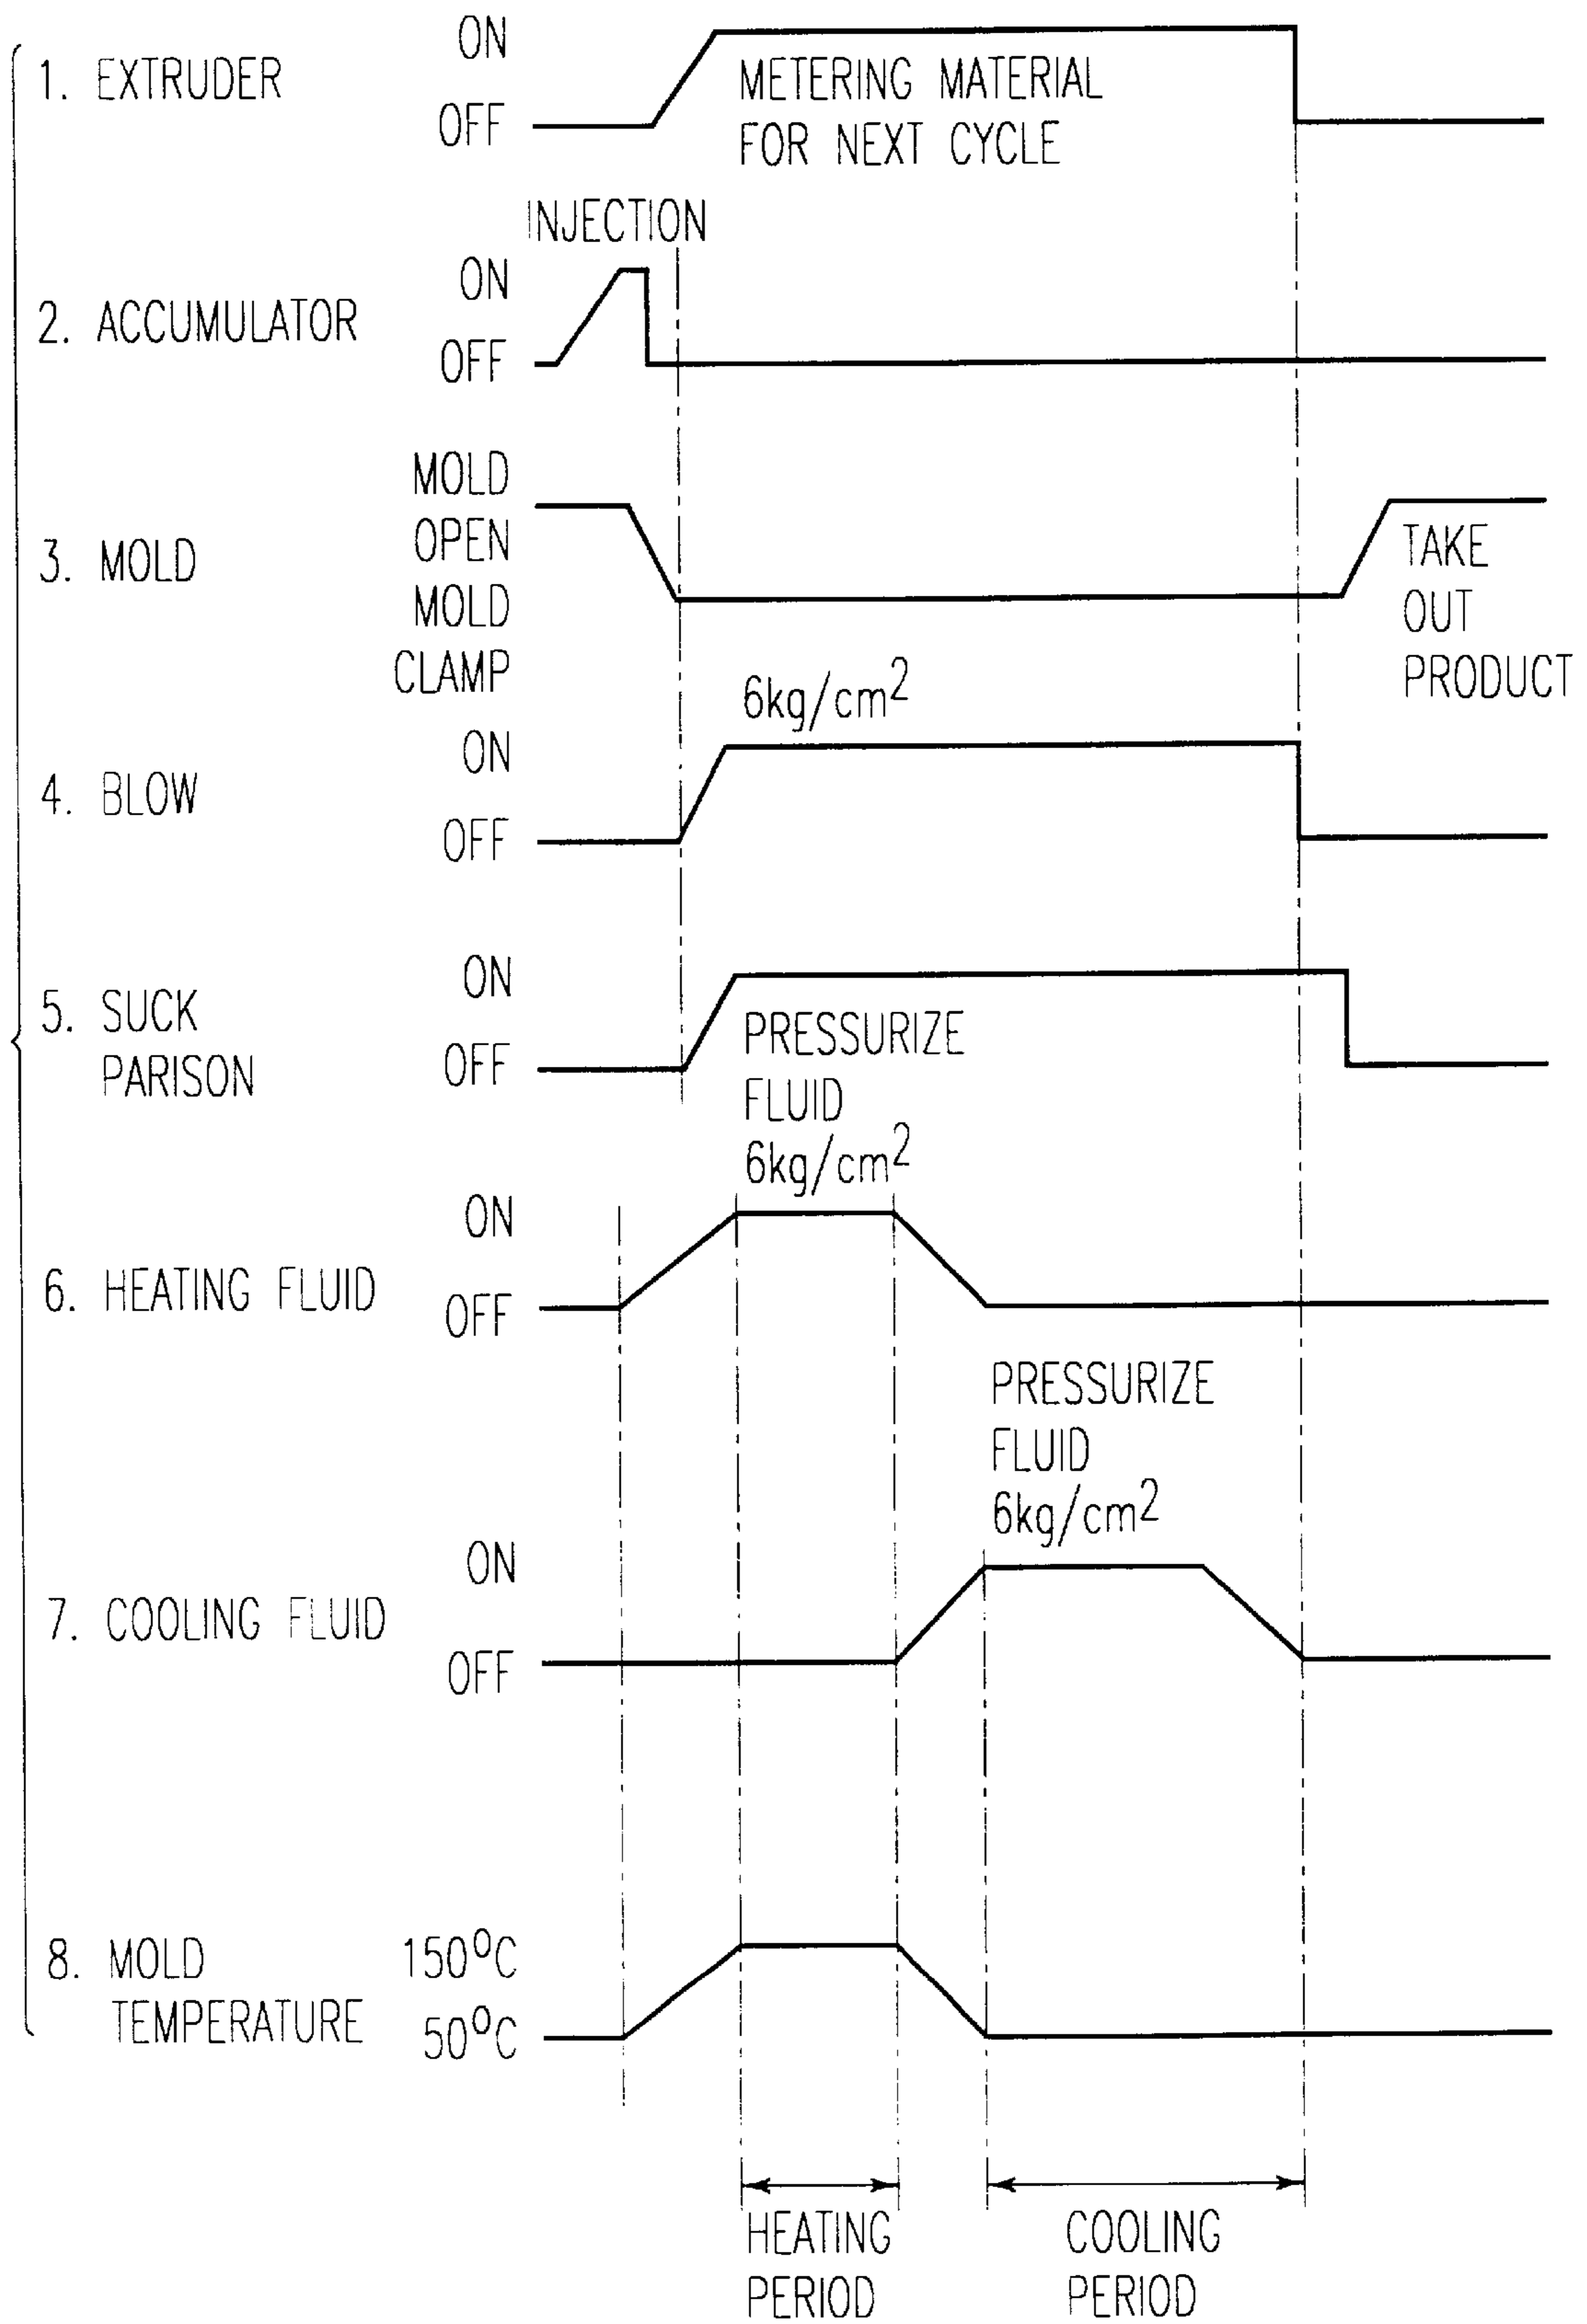 ON
1. EXTRUDER
OFF
METERING MATERIAL
FOR NEXT CYCLE
INJECTION
ON
2. ACCUMULATOR
OFF
MOLD
OPEN
3. MOLD
MOLD
CLAMP
TAKE
OUT
PRODUCT
6kg/cm²
ON
4. BLOW
OFF
ON
5. SUCK
PARISON
OFF
PRESSURIZE
FLUID
6kg/cm²
ON
6. HEATING FLUID
OFF
PRESSURIZE
FLUID
6kg/cm²
ON
7. COOLING FLUID
OFF
8. MOLD
TEMPERATURE
150°C
50°C
HEATING
PERIOD
COOLING
PERIOD